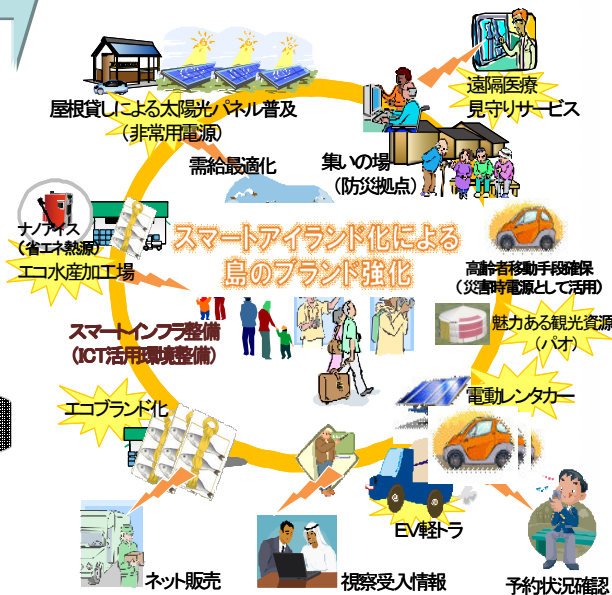 遠隔医療
見守りサービス
屋根貸しによる太陽光パネル普及
（非常用電源）
需給最適化
集いの場
（防災拠点）
ナノアイス
（省エネ熱源）
エコ水産加工場
スマートアイランド化による
島のブランド強化
高齢者移動手段確保
（災害時電源として活用）
魅力ある観光資源
（パオ）
スマートインフラ整備
（ICT活用環境整備）
エコブランド化
電動レンタカー
EV軽トラ
ネット販売
視察受入情報
予約状況確認